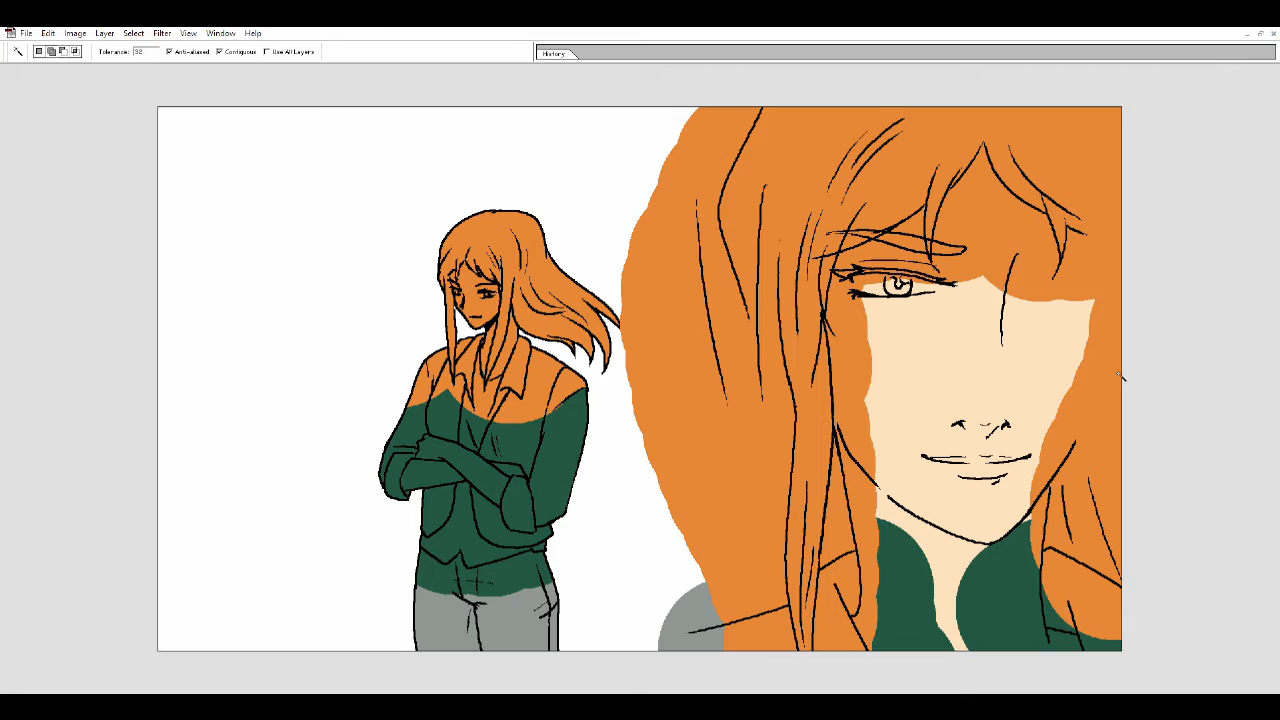 File Edit Image Layer Select Filter View Window Help
Tolerance: 32 Anti-aliased Contiguous Use All Layers
History